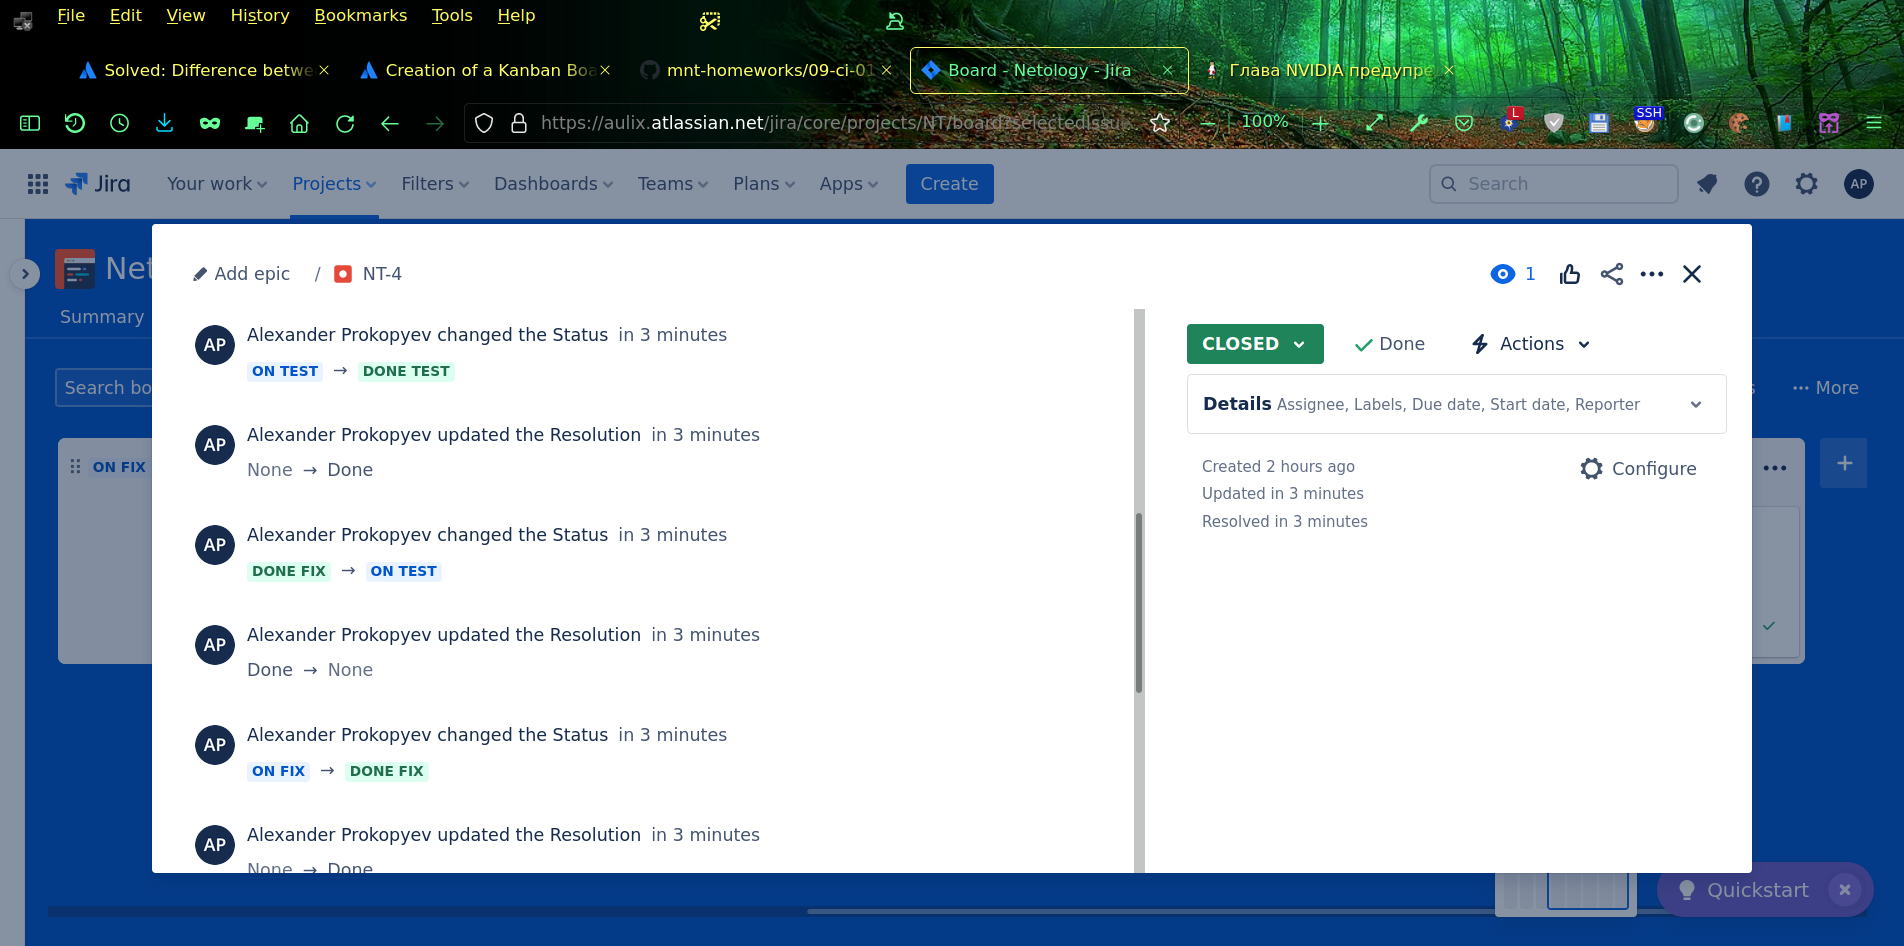 File Edit View History Bookmarks Tools Help
Solved: Difference betwe
Creation of a Kanban Boa
mnt-homeworks/09-ci-01
Board - Netology - Jira
Глава NVIDIA предупре
https://aulix.atlassian.net/jira/core/projects/NT/board?selectedIssu
100%
L
SSH
Jira
Your work Projects Filters Dashboards Teams Plans Apps Create
Search
AP
Net
Summary
Search bo
More
ON FIX
Add epic / NT-4
1
AP Alexander Prokopyev changed the Status in 3 minutes
ON TEST → DONE TEST
AP Alexander Prokopyev updated the Resolution in 3 minutes
None → Done
AP Alexander Prokopyev changed the Status in 3 minutes
DONE FIX → ON TEST
AP Alexander Prokopyev updated the Resolution in 3 minutes
Done → None
AP Alexander Prokopyev changed the Status in 3 minutes
ON FIX → DONE FIX
AP Alexander Prokopyev updated the Resolution in 3 minutes
None → Done
CLOSED Done Actions
Details Assignee, Labels, Due date, Start date, Reporter
Created 2 hours ago
Configure
Updated in 3 minutes
Resolved in 3 minutes
Quickstart